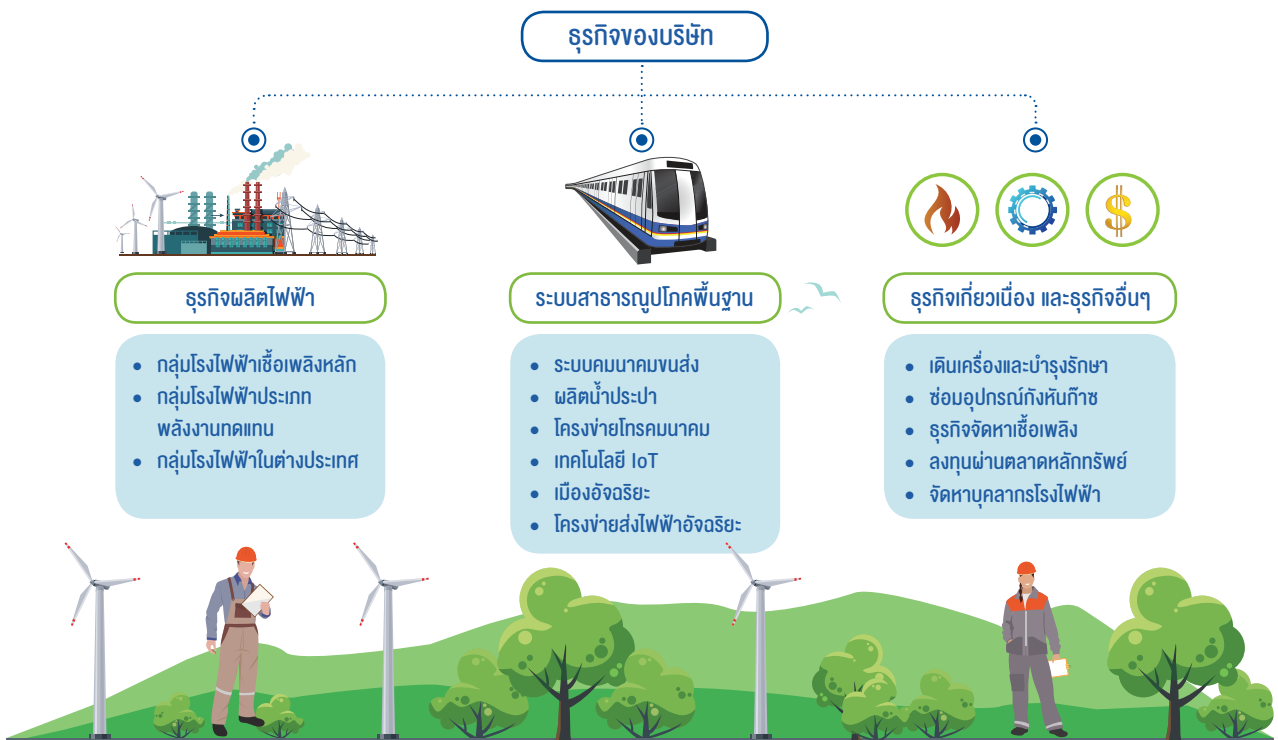 ธุรกิจของบริษัท
ธุรกิจผลิตไฟฟ้า
• กลุ่มโรงไฟฟ้าเชื้อเพลิงหลัก
• กลุ่มโรงไฟฟ้าประเภท
พลังงานทดแทน
• กลุ่มโรงไฟฟ้าในต่างประเทศ
ระบบสาธารณูปโภคพื้นฐาน
• ระบบคมนาคมขนส่ง
• ผลิตน้ำประปา
• โครงข่ายโทรคมนาคม
• เทคโนโลยี IoT
• เมืองอัจฉริยะ
• โครงข่ายส่งไฟฟ้าอัจฉริยะ
ธุรกิจเกี่ยวเนื่อง และธุรกิจอื่นๆ
• เดินเครื่องและบำรุงรักษา
• ซ่อมอุปกรณ์กังหันก๊าซ
• ธุรกิจจัดหาเชื้อเพลิง
• ลงทุนผ่านตลาดหลักทรัพย์
• จัดหาบุคลากรโรงไฟฟ้า